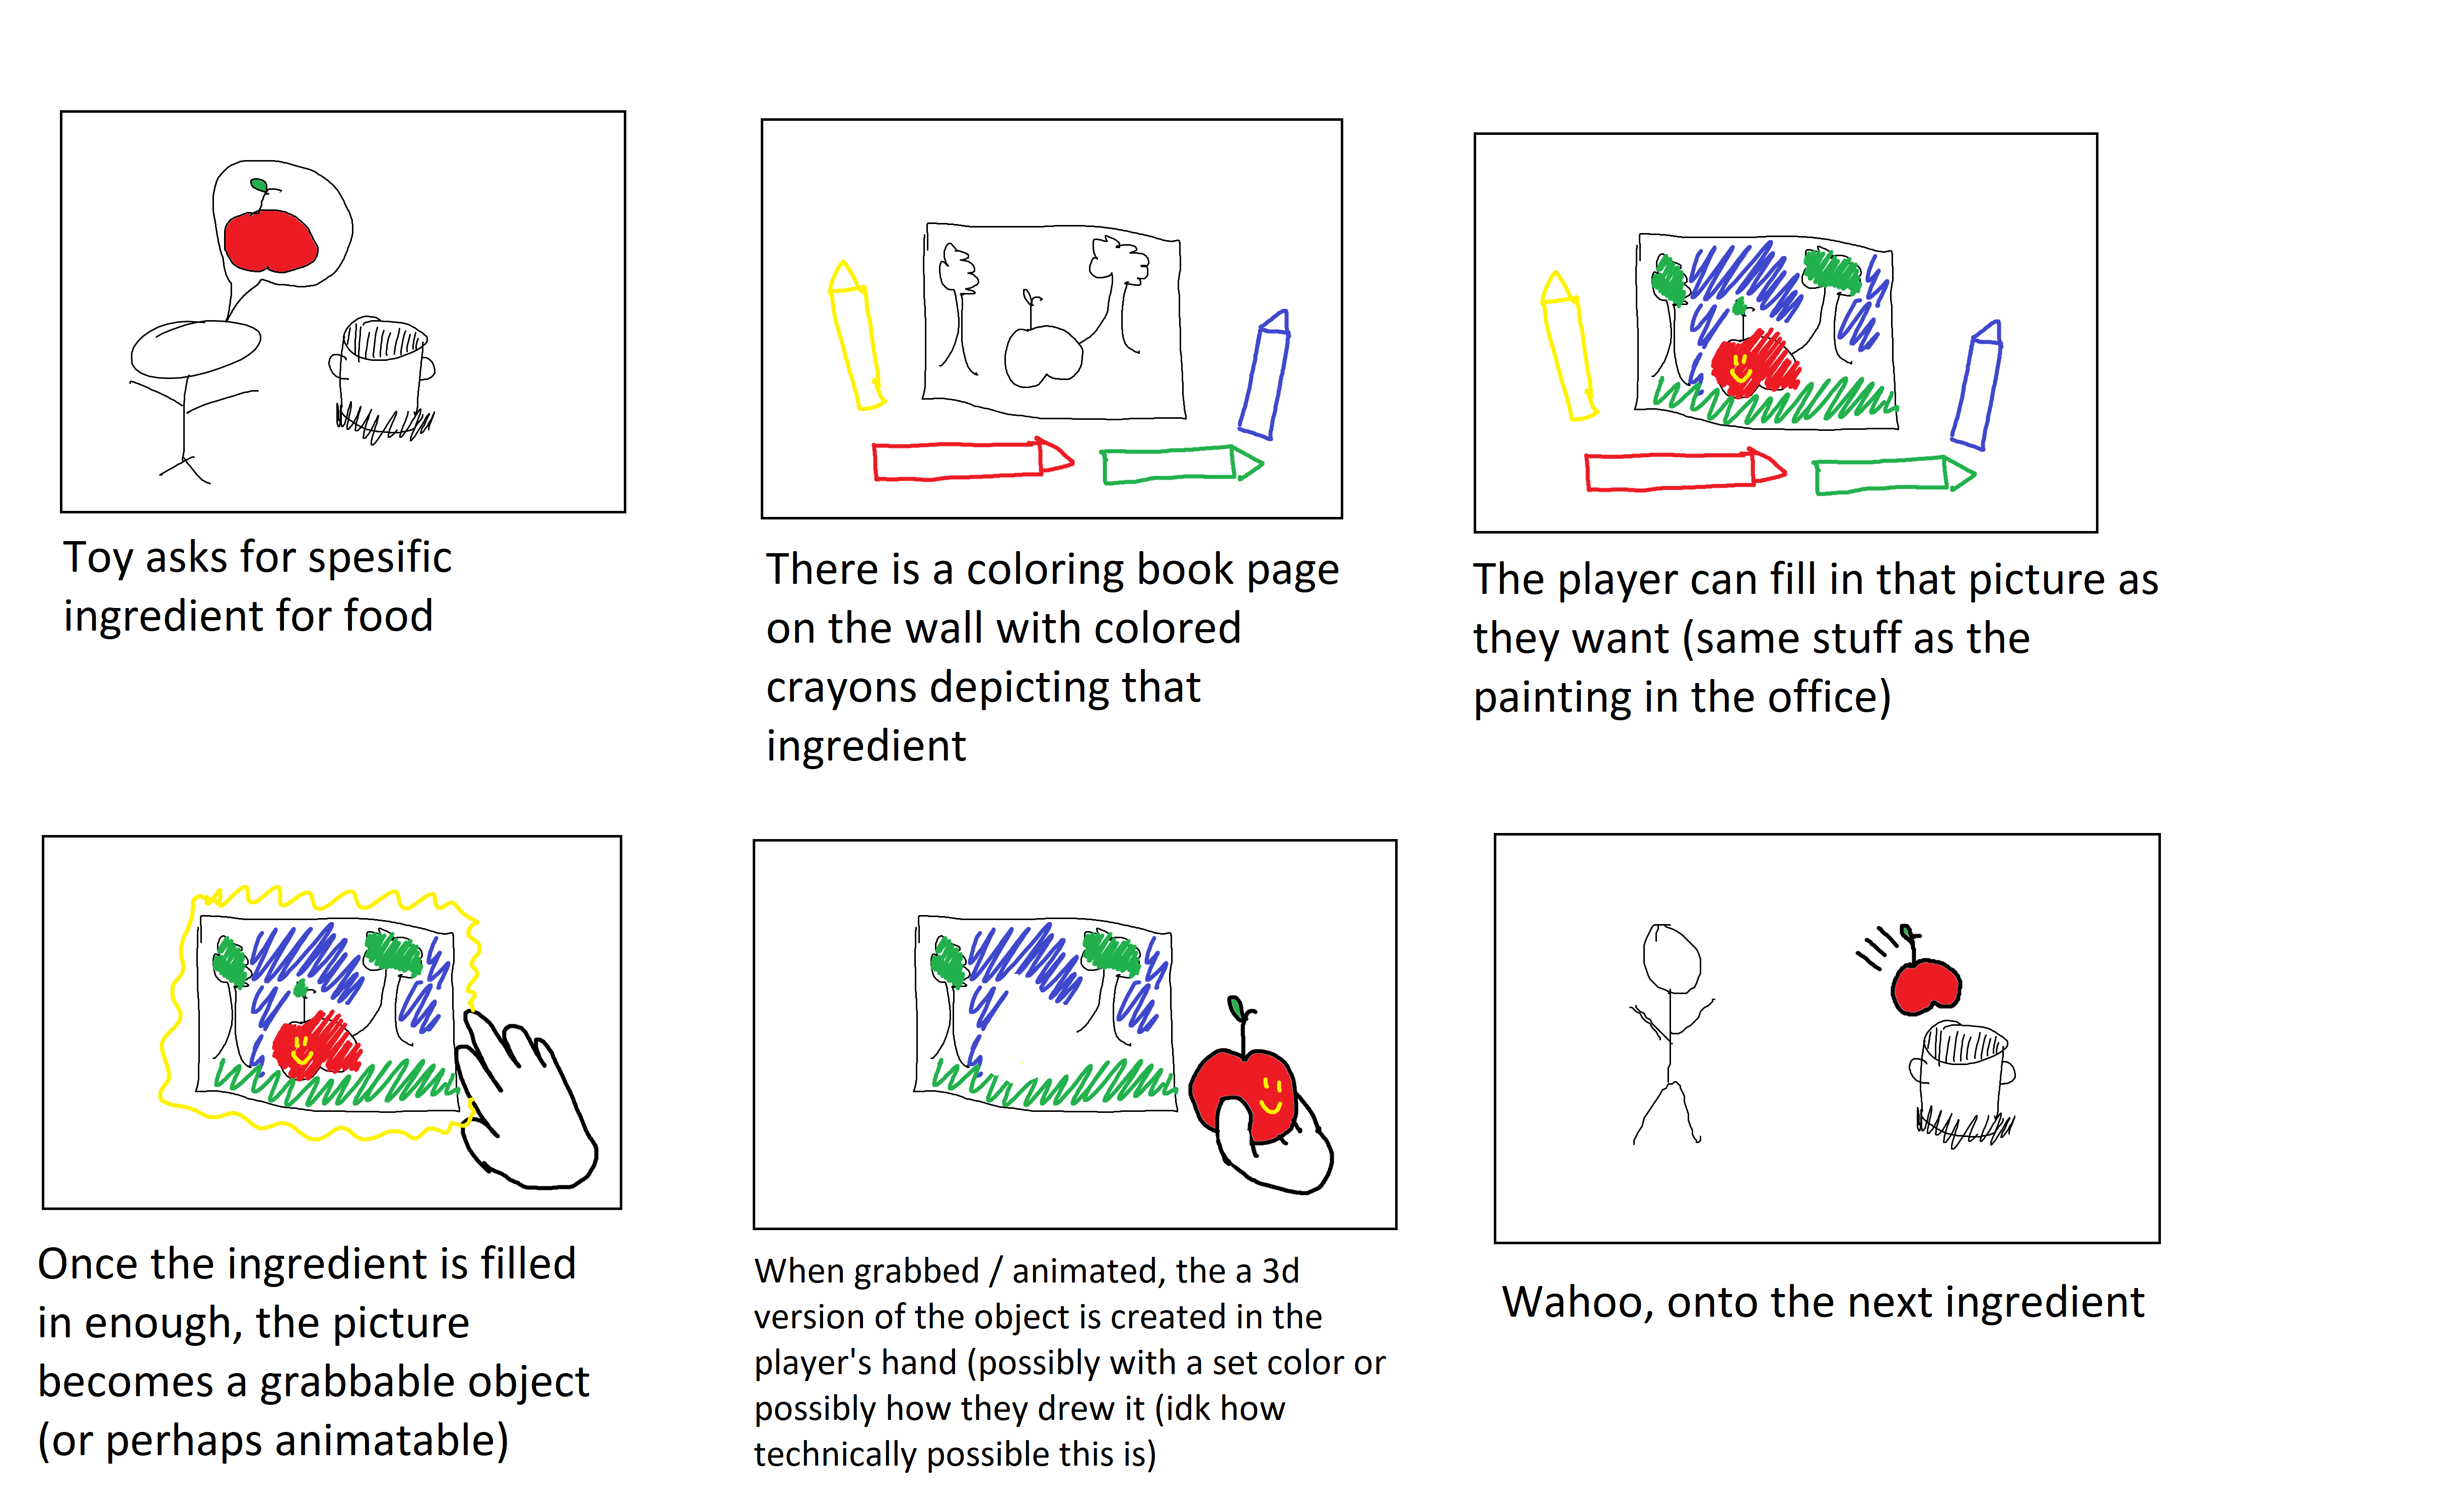 Toy asks for spesific
ingredient for food
There is a coloring book page
on the wall with colored
crayons depicting that
ingredient
The player can fill in that picture as
they want (same stuff as the
painting in the office)
Once the ingredient is filled
in enough, the picture
becomes a grabbable object
(or perhaps animatable)
When grabbed / animated, the a 3d
version of the object is created in the
player's hand (possibly with a set color or
possibly how they drew it (idk how
technically possible this is)
Wahoo, onto the next ingredient